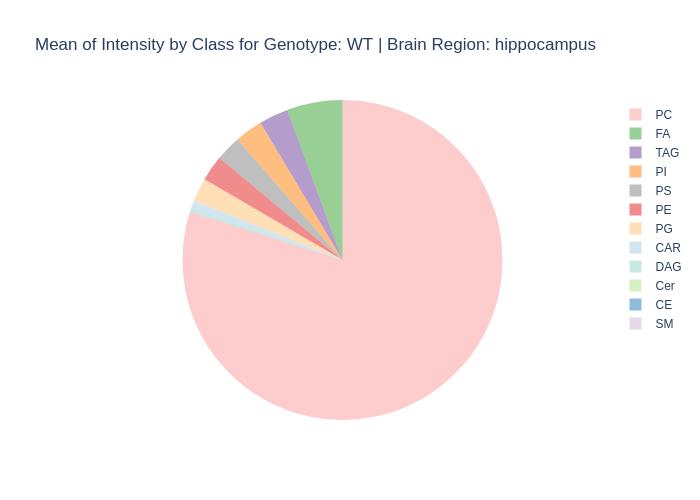 Mean of Intensity by Class for Genotype: WT | Brain Region: hippocampus
PC
FA
TAG
PI
PS
PE
PG
CAR
DAG
Cer
CE
SM